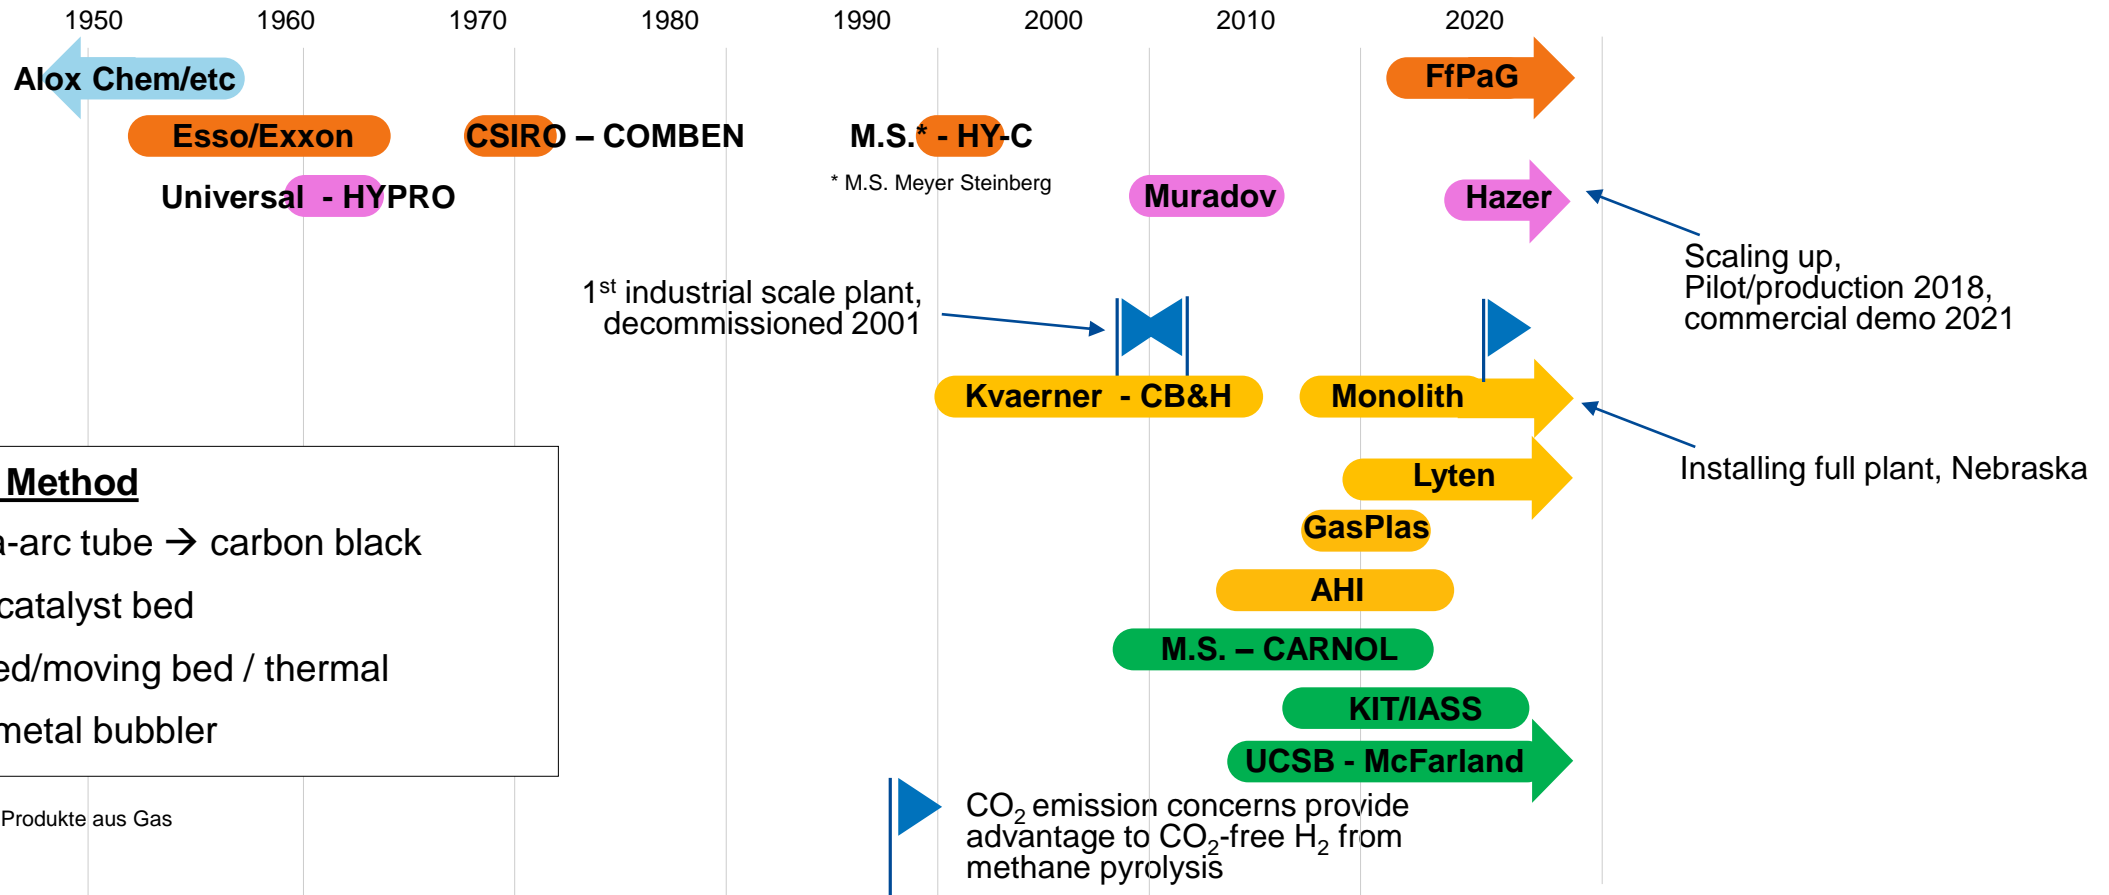 1950 1960 1970 1980 1990 2000 2010 2020
Alox Chem/etc
FfPaG
Esso/Exxon
CSIRO – COMBEN
M.S.* - HY-C
* M.S. Meyer Steinberg
Universal - HYPRO
Muradov
Hazer
Scaling up,
Pilot/production 2018,
commercial demo 2021
1st industrial scale plant,
decommissioned 2001
Kvaerner - CB&H
Monolith
Installing full plant, Nebraska
Lyten
GasPlas
AHI
M.S. – CARNOL
KIT/IASS
UCSB - McFarland
Method
a-arc tube → carbon black
catalyst bed
ed/moving bed / thermal
metal bubbler
Produkte aus Gas
CO₂ emission concerns provide
advantage to CO₂-free H₂ from
methane pyrolysis